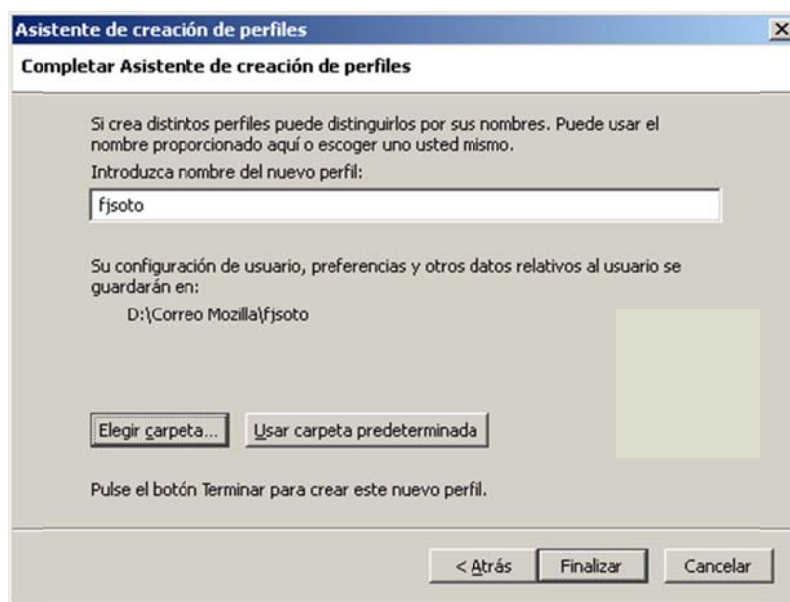 Asistente de creación de perfiles
Completar Asistente de creación de perfiles
Si crea distintos perfiles puede distinguirlos por sus nombres. Puede usar el
nombre proporcionado aquí o escoger uno usted mismo.
Introduzca nombre del nuevo perfil:
fjsoto
Su configuración de usuario, preferencias y otros datos relativos al usuario se
guardarán en:
D:\Correo Mozilla\fjsoto
Elegir carpeta...
Usar carpeta predeterminada
Pulse el botón Terminar para crear este nuevo perfil.
< Atrás
Finalizar
Cancelar